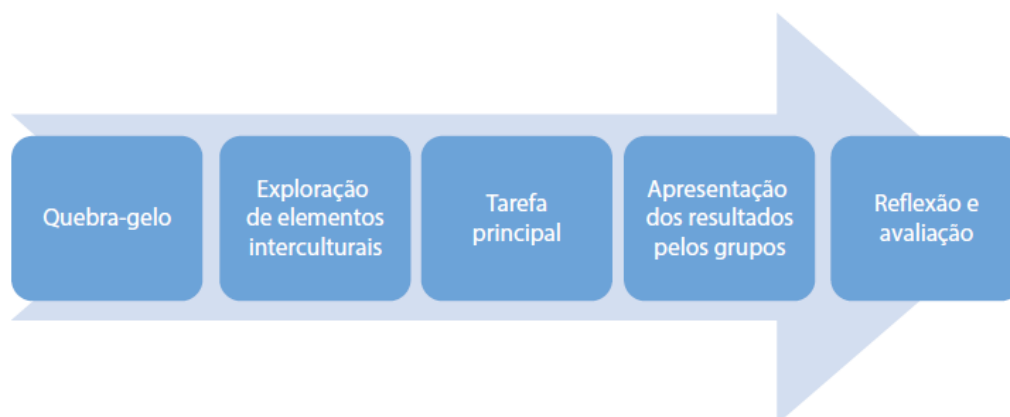 Quebra-gelo
Exploração
de elementos
interculturais
Tarefa
principal
Apresentação
dos resultados
pelos grupos
Reflexão e
avaliação